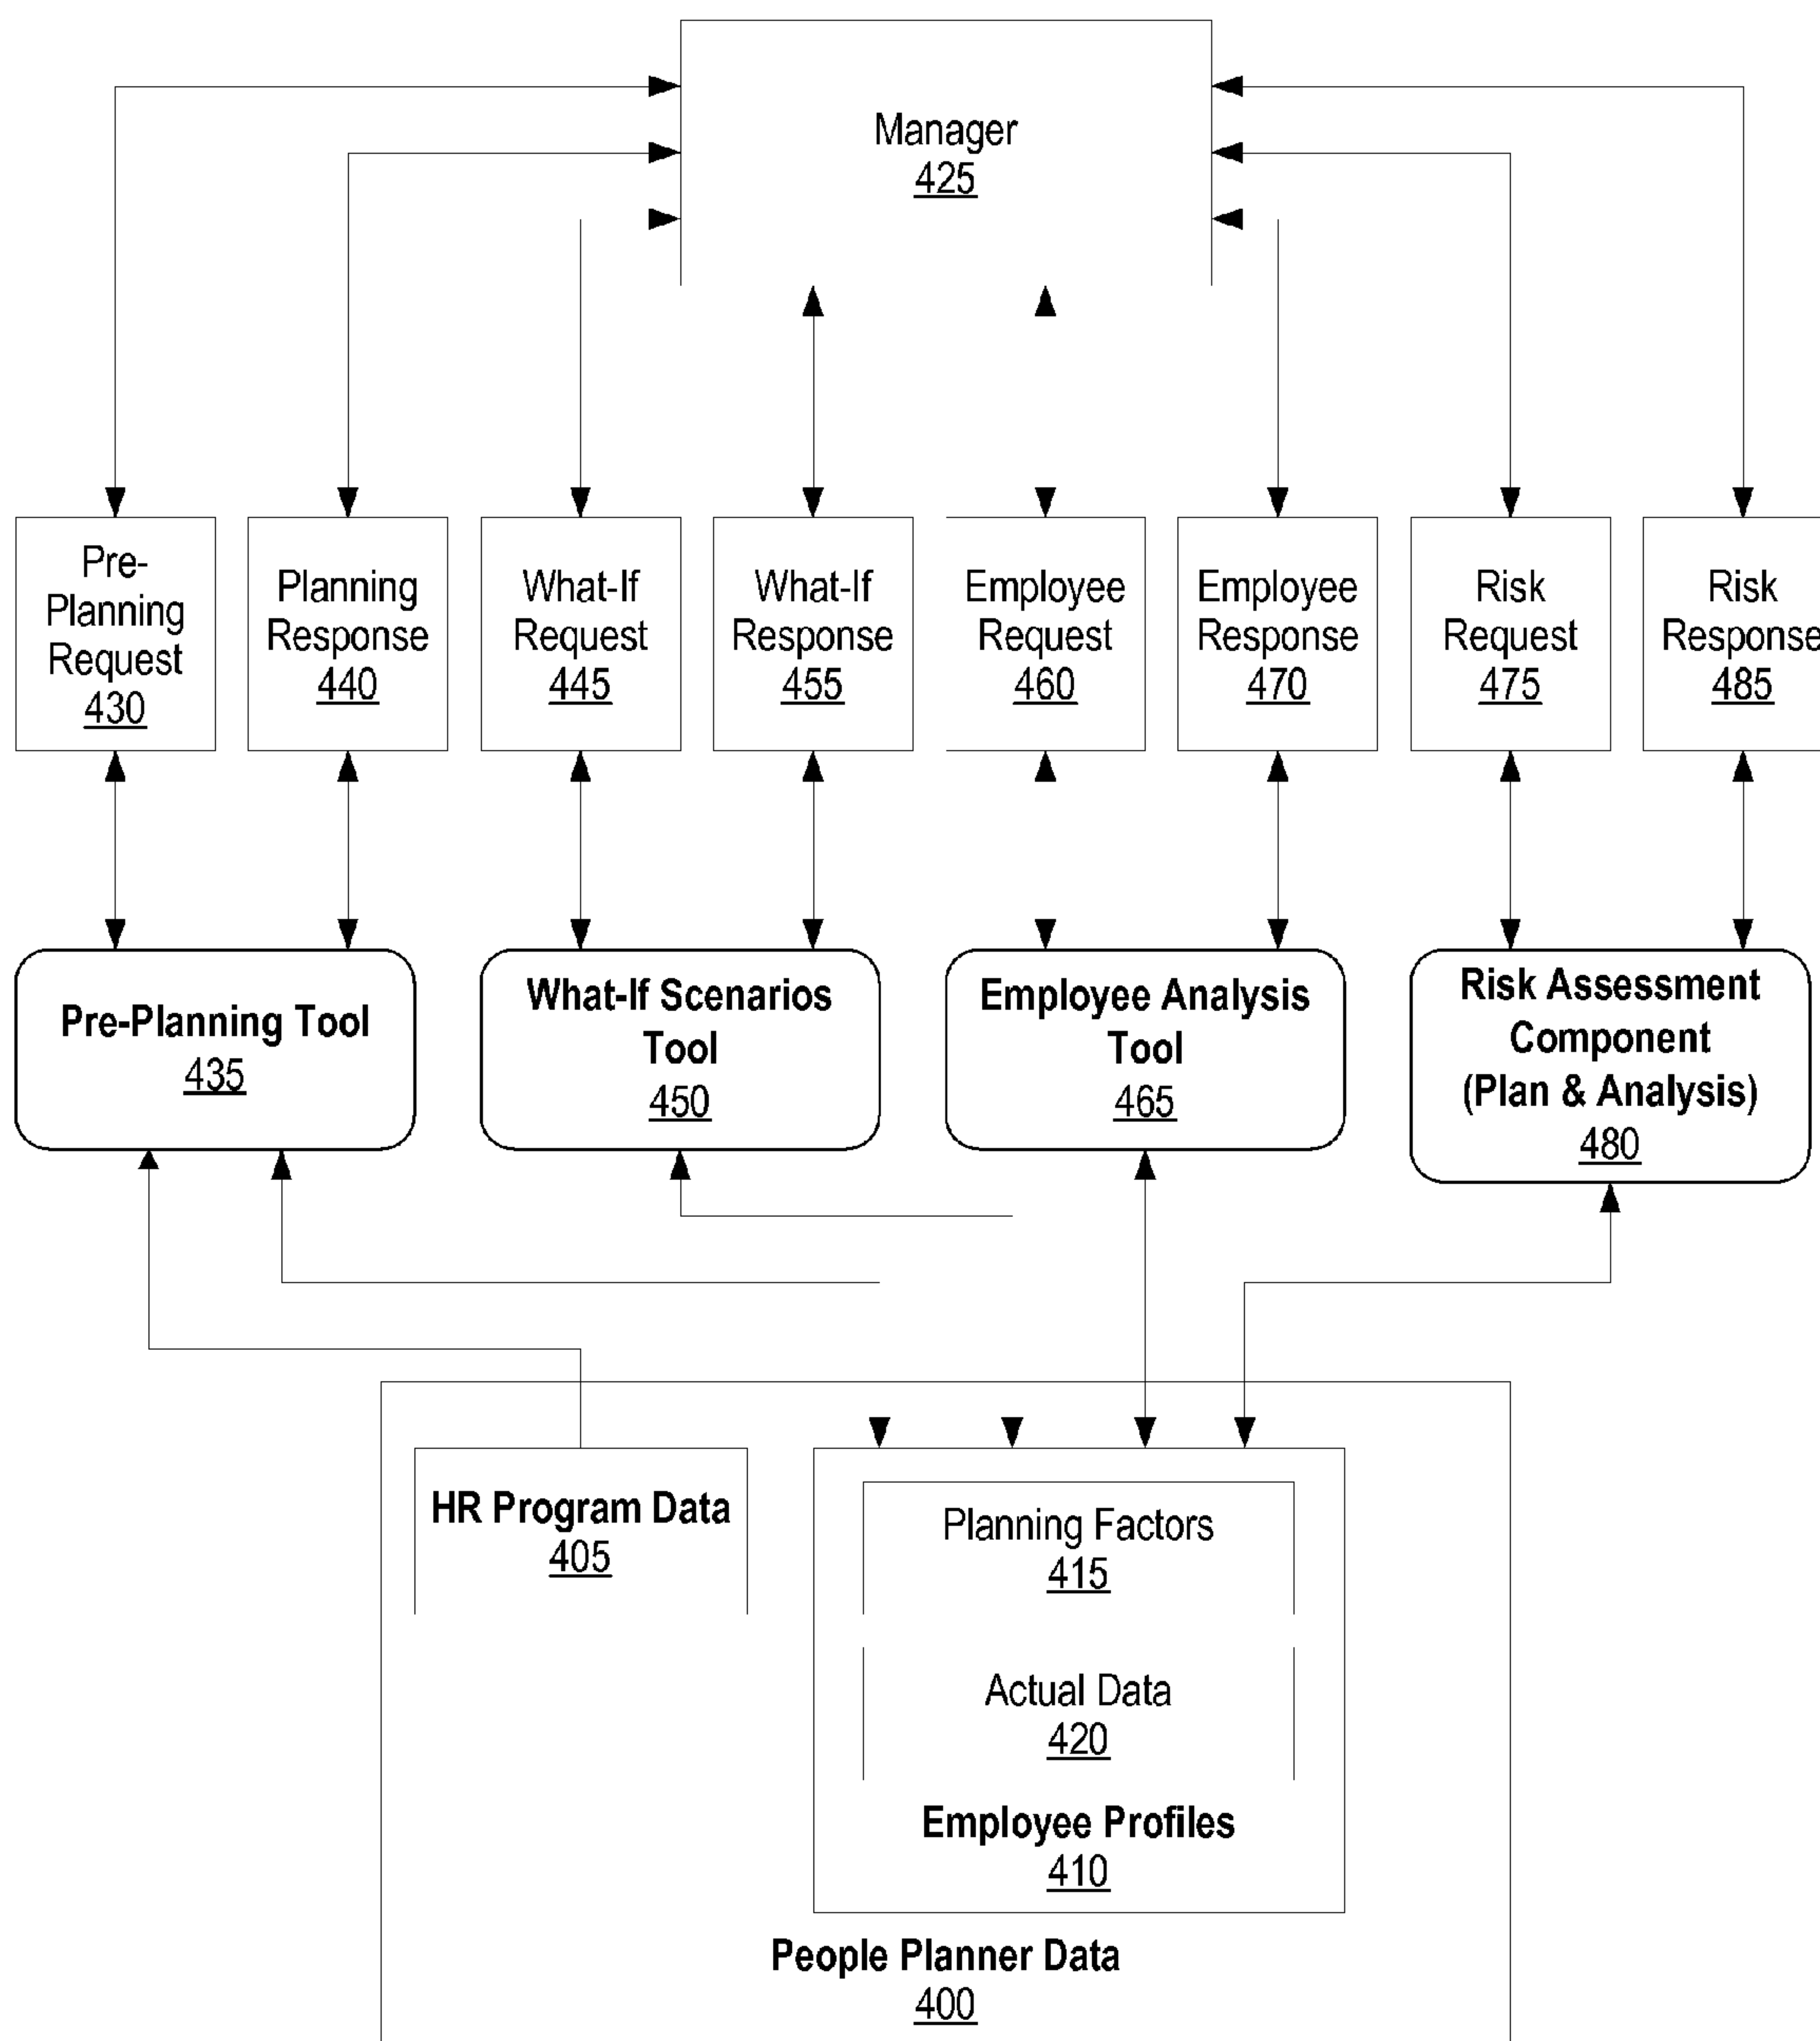 Manager
425
Pre-
Planning
Request
430
Planning
Response
440
What-If
Request
445
What-If
Response
455
Employee
Request
460
Employee
Response
470
Risk
Request
475
Risk
Response
485
Pre-Planning Tool
435
What-If Scenarios
Tool
450
Employee Analysis
Tool
465
Risk Assessment
Component
(Plan & Analysis)
480
HR Program Data
405
Planning Factors
415
Actual Data
420
Employee Profiles
410
People Planner Data
400